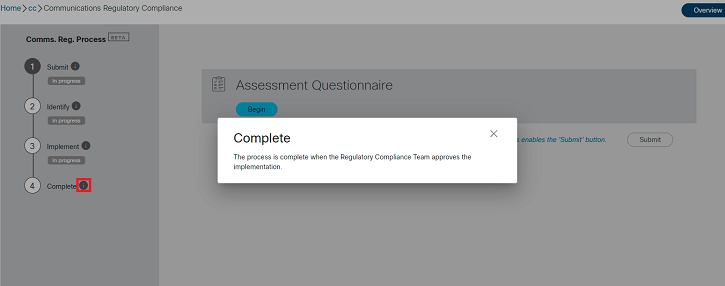 Home > cc > Communications Regulatory Compliance
Overview
Comms. Reg. Process BETA
1 Submit i
In progress
2 Identify i
In progress
3 Implement i
In progress
4 Complete i
Assessment Questionnaire
Begin
Complete
The process is complete when the Regulatory Compliance Team approves the
implementation.
enables the 'Submit' button.
Submit